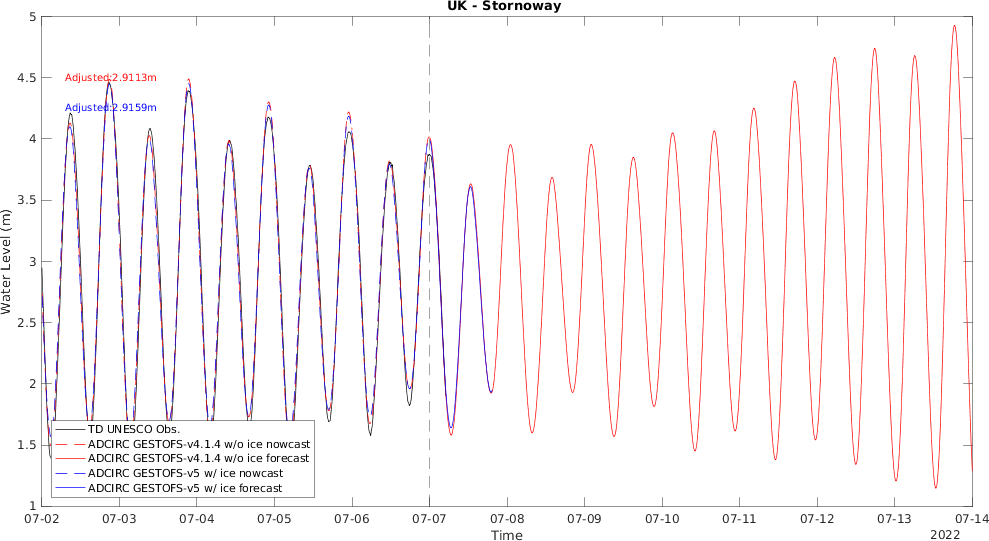 UK - Stornoway
5
4.5
4
3.5
3
2.5
2
1.5
1
Water Level (m)
Adjusted:2.9113m
Adjusted:2.9159m
TD UNESCO Obs.
ADCIRC GESTOFS-v4.1.4 w/o ice nowcast
ADCIRC GESTOFS-v4.1.4 w/o ice forecast
ADCIRC GESTOFS-v5 w/ ice nowcast
ADCIRC GESTOFS-v5 w/ ice forecast
07-02 07-03 07-04 07-05 07-06 07-07 07-08 07-09 07-10 07-11 07-12 07-13 07-14
Time
2022